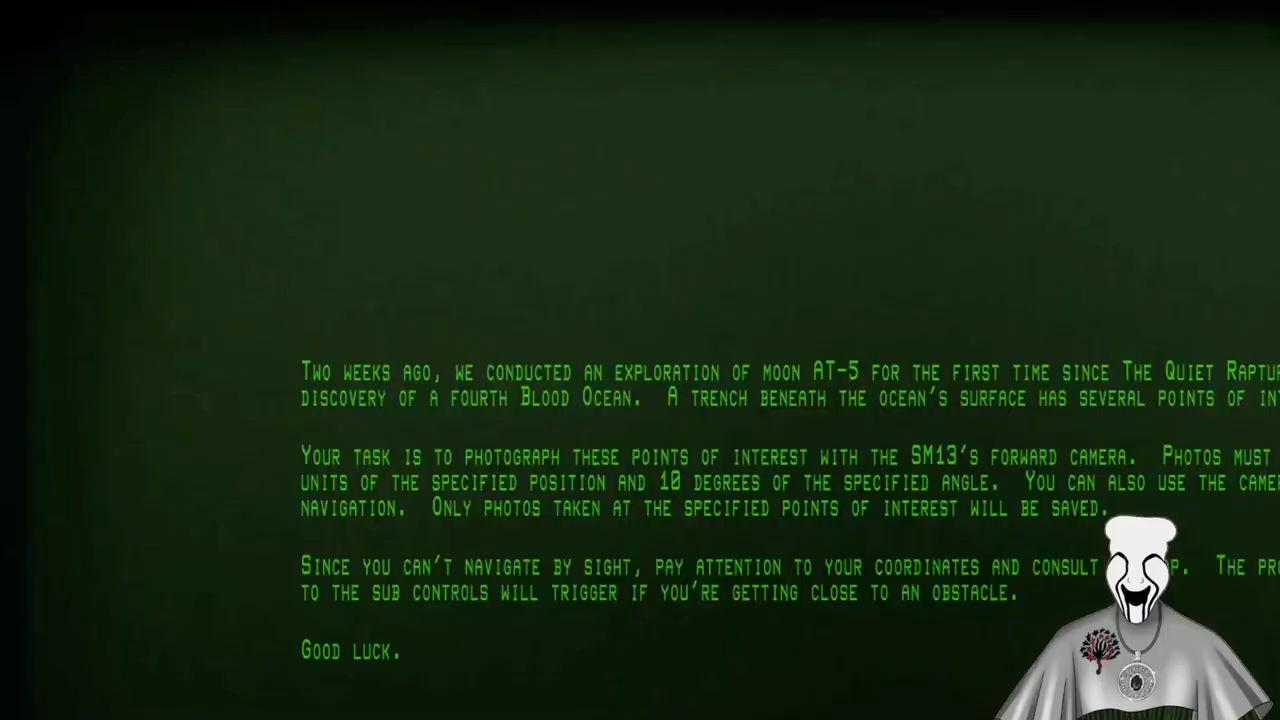 Two weeks ago, we conducted an exploration of moon AT-5 for the first time since The Quiet
discovery of a fourth Blood Ocean. A trench beneath the ocean's surface has several points of
Your task is to photograph these points of interest with the SM13's forward camera. Photos must
units of the specified position and 10 degrees of the specified angle. You can also use the
navigation. Only photos taken at the specified points of interest will be saved.
Since you can't navigate by sight, pay attention to your coordinates and consult The
to the sub controls will trigger if you're getting close to an obstacle.
Good luck.